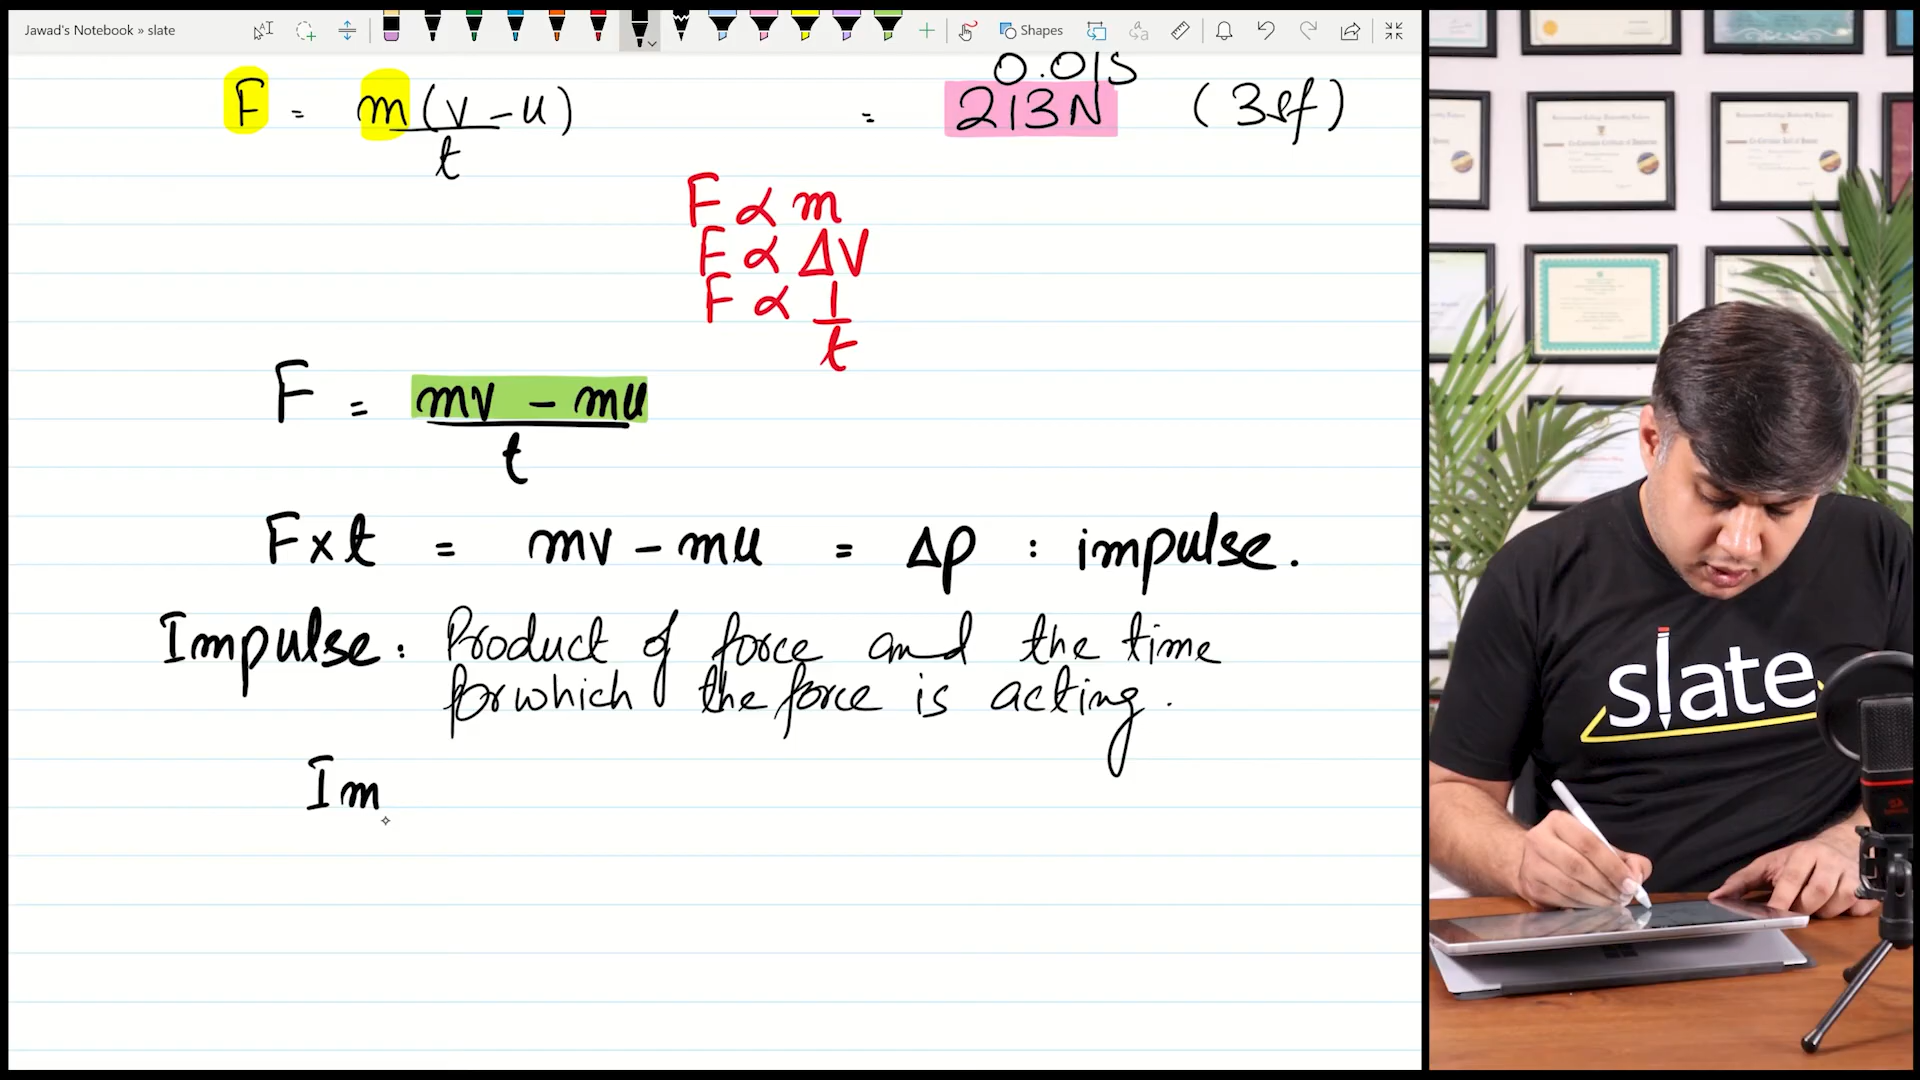 Jawad's Notebook » slate
Shapes
0.01s
F = m(v-u) = 213N (3sf)
t
F ∝ m
F ∝ ΔV
F ∝ 1
t
F = mv - mu
t
F×t = mv - mu = Δp : impulse.
Impulse : Product of force and the time
for which the force is acting.
Im
slate